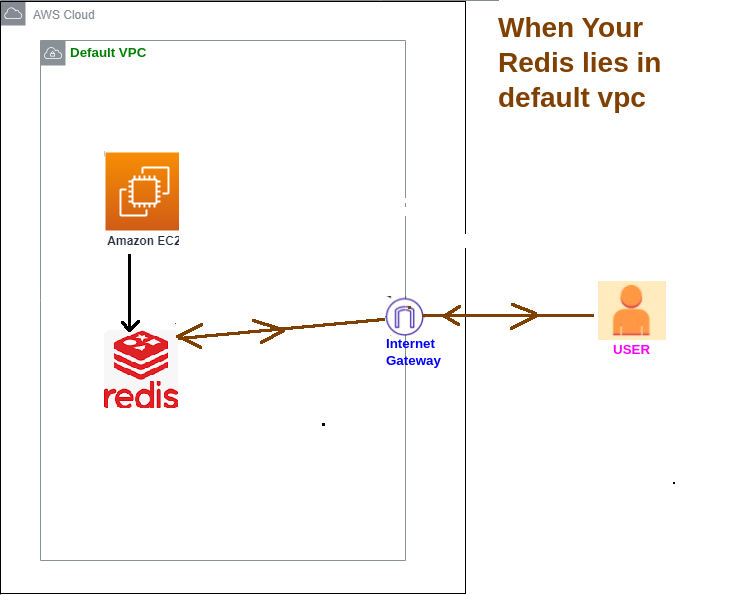 AWS Cloud
When Your
Redis lies in
default vpc
Default VPC
Amazon EC2
redis
Internet
Gateway
USER